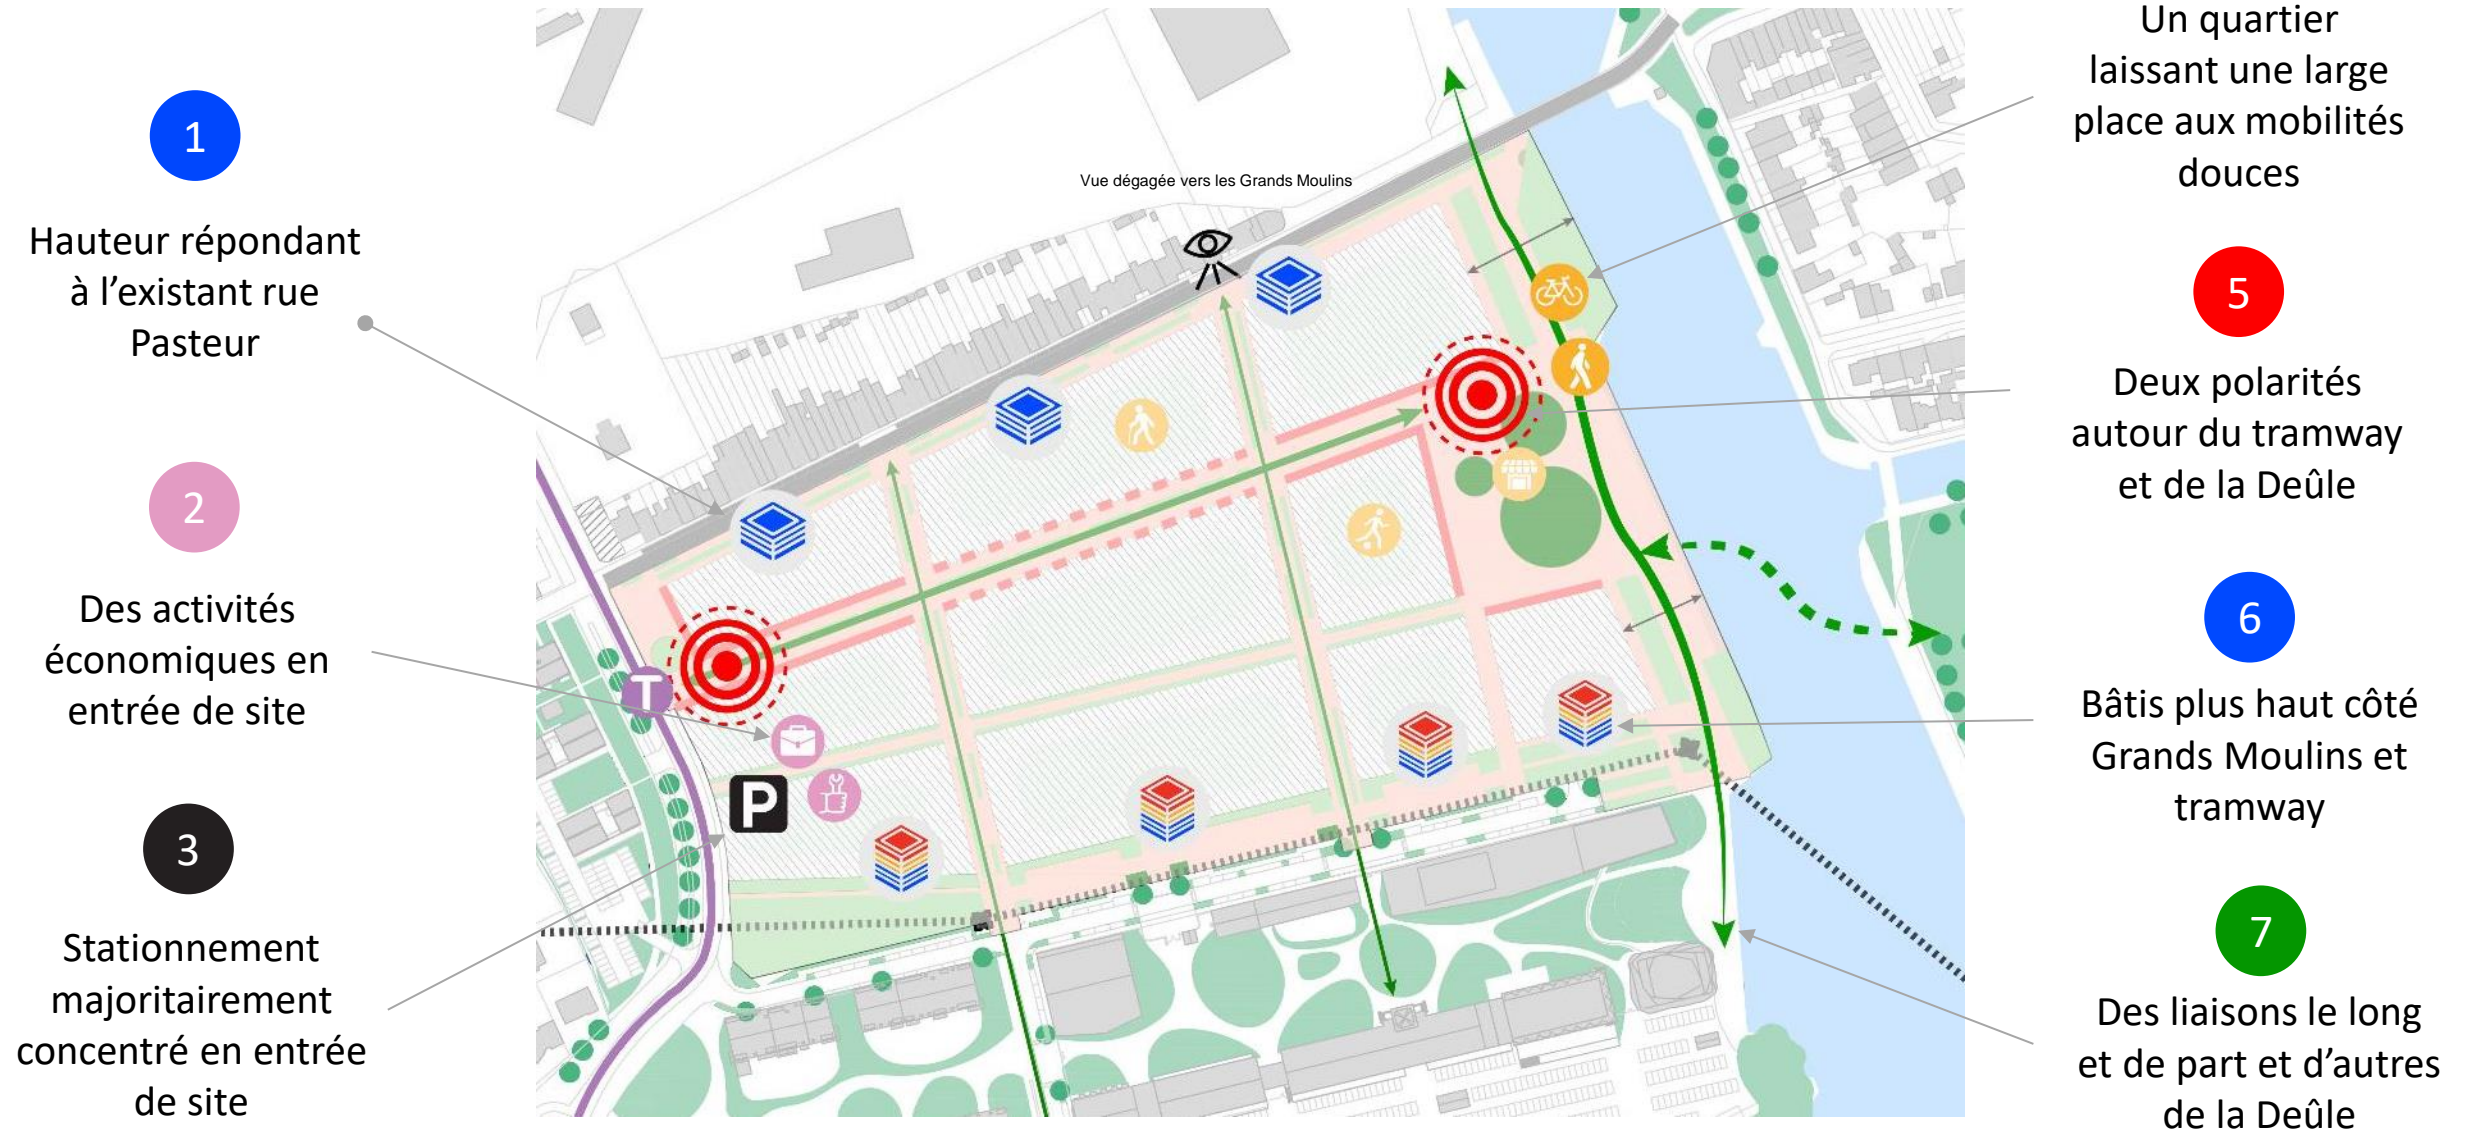 1
Hauteur répondant
à l’existant rue
Pasteur
2
Des activités
économiques en
entrée de site
3
Stationnement
majoritairement
concentré en entrée
de site
Vue dégagée vers les Grands Moulins
T
P
Un quartier
laissant une large
place aux mobilités
douces
5
Deux polarités
autour du tramway
et de la Deûle
6
Bâtis plus haut côté
Grands Moulins et
tramway
7
Des liaisons le long
et de part et d’autres
de la Deûle